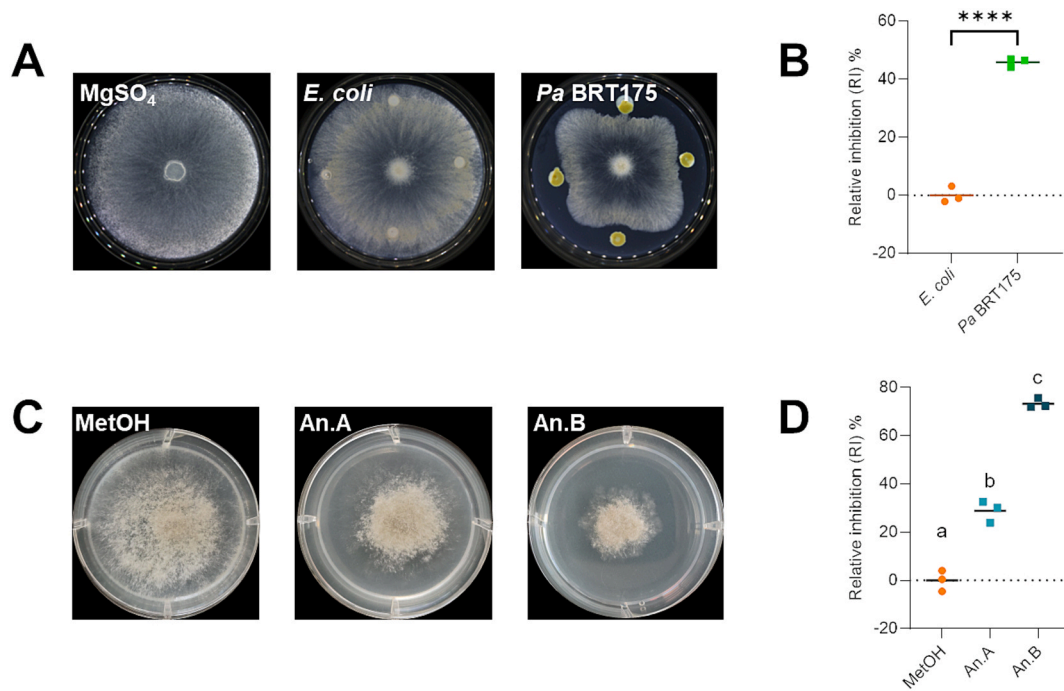 A
MgSO₄
E. coli
Pa BRT175
B
Relative inhibition (RI) %
60
40
20
0
-20
****
E. coli
Pa BRT175
C
MetOH
An.A
An.B
D
Relative inhibition (RI) %
80
60
40
20
0
-20
a
b
c
MetOH
An.A
An.B